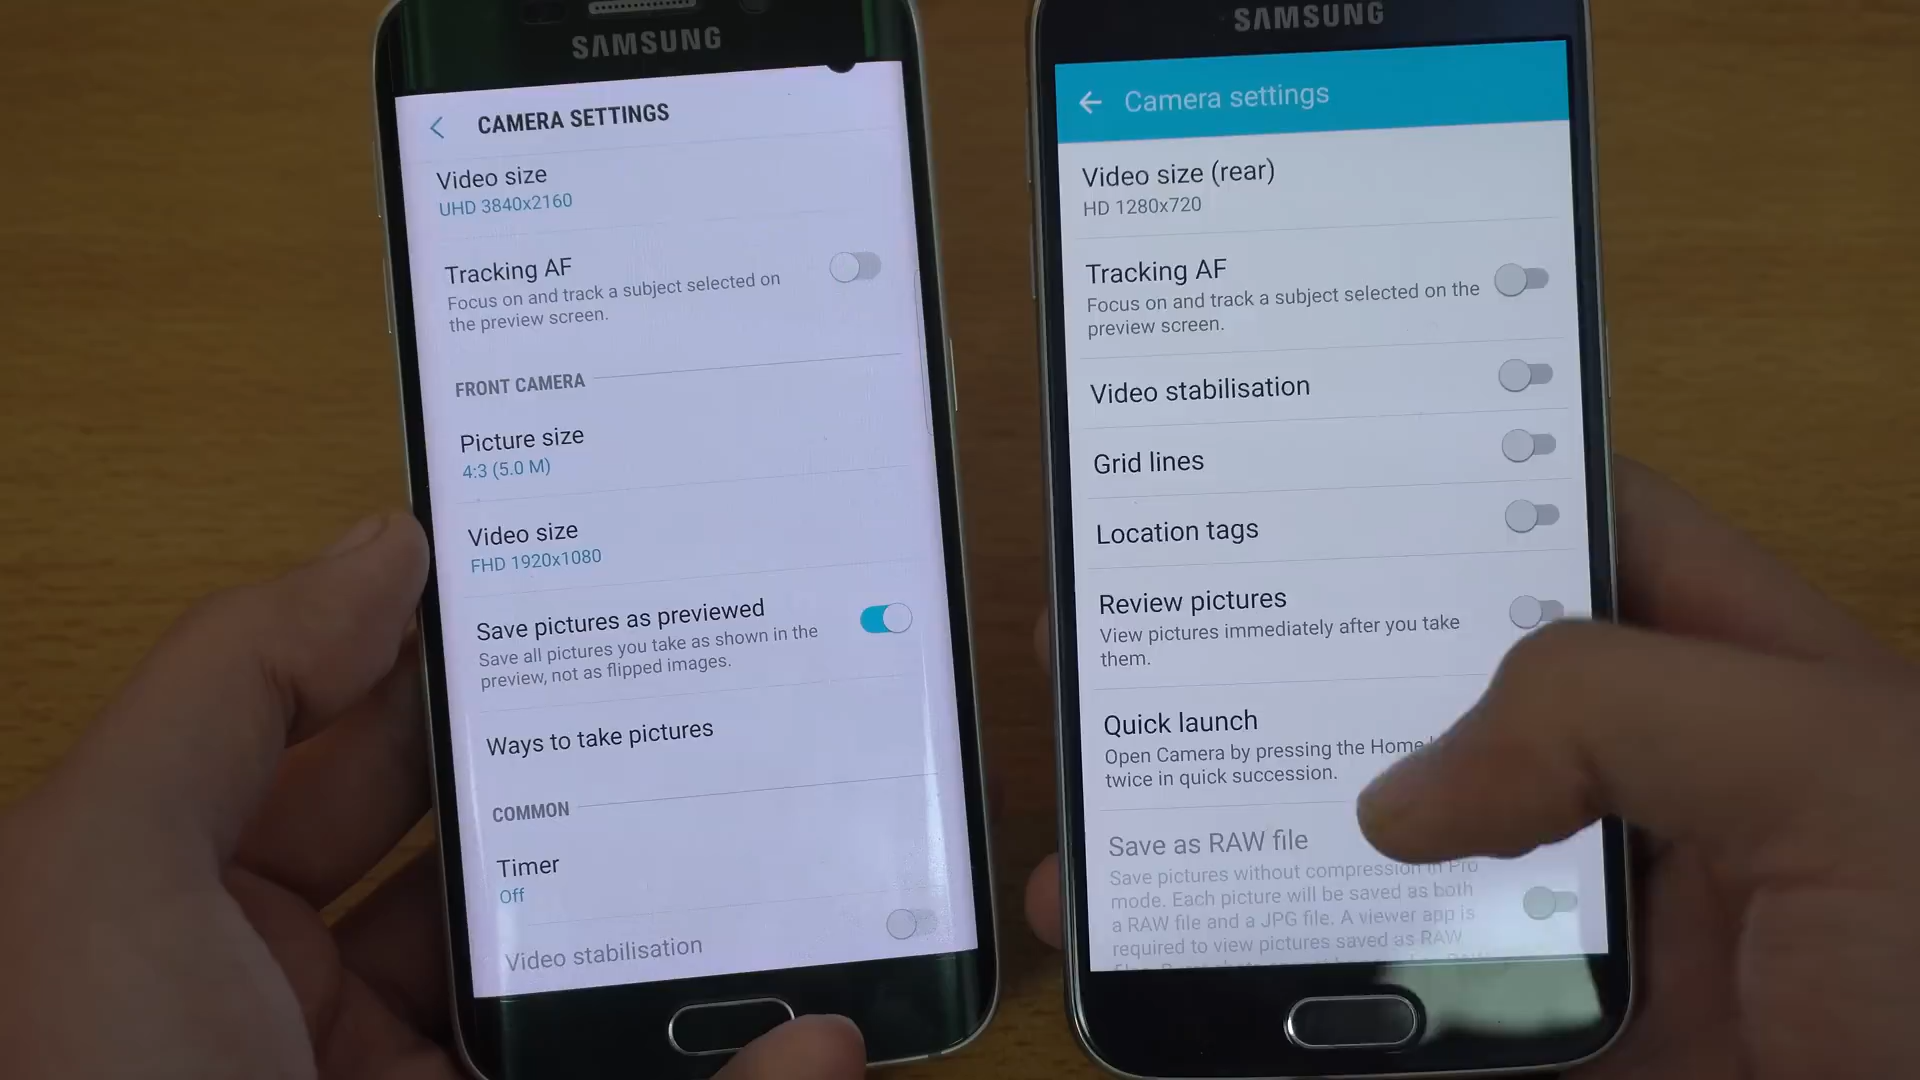 SAMSUNG
CAMERA SETTINGS
Video size
UHD 3840x2160
Tracking AF
Focus on and track a subject selected on
the preview screen.
FRONT CAMERA
Picture size
4:3 (5.0 M)
Video size
FHD 1920x1080
Save pictures as previewed
Save all pictures you take as shown in the
preview, not as flipped images.
Ways to take pictures
COMMON
Timer
Off
Video stabilisation
SAMSUNG
Camera settings
Video size (rear)
HD 1280x720
Tracking AF
Focus on and track a subject selected on the
preview screen.
Video stabilisation
Grid lines
Location tags
Review pictures
View pictures immediately after you take
them.
Quick launch
Open Camera by pressing the Home
twice in quick succession.
Save as RAW file
Save pictures without compression in Pro
mode. Each picture will be saved as both
a RAW file and a JPG file. A viewer app is
required to view pictures saved as RAW